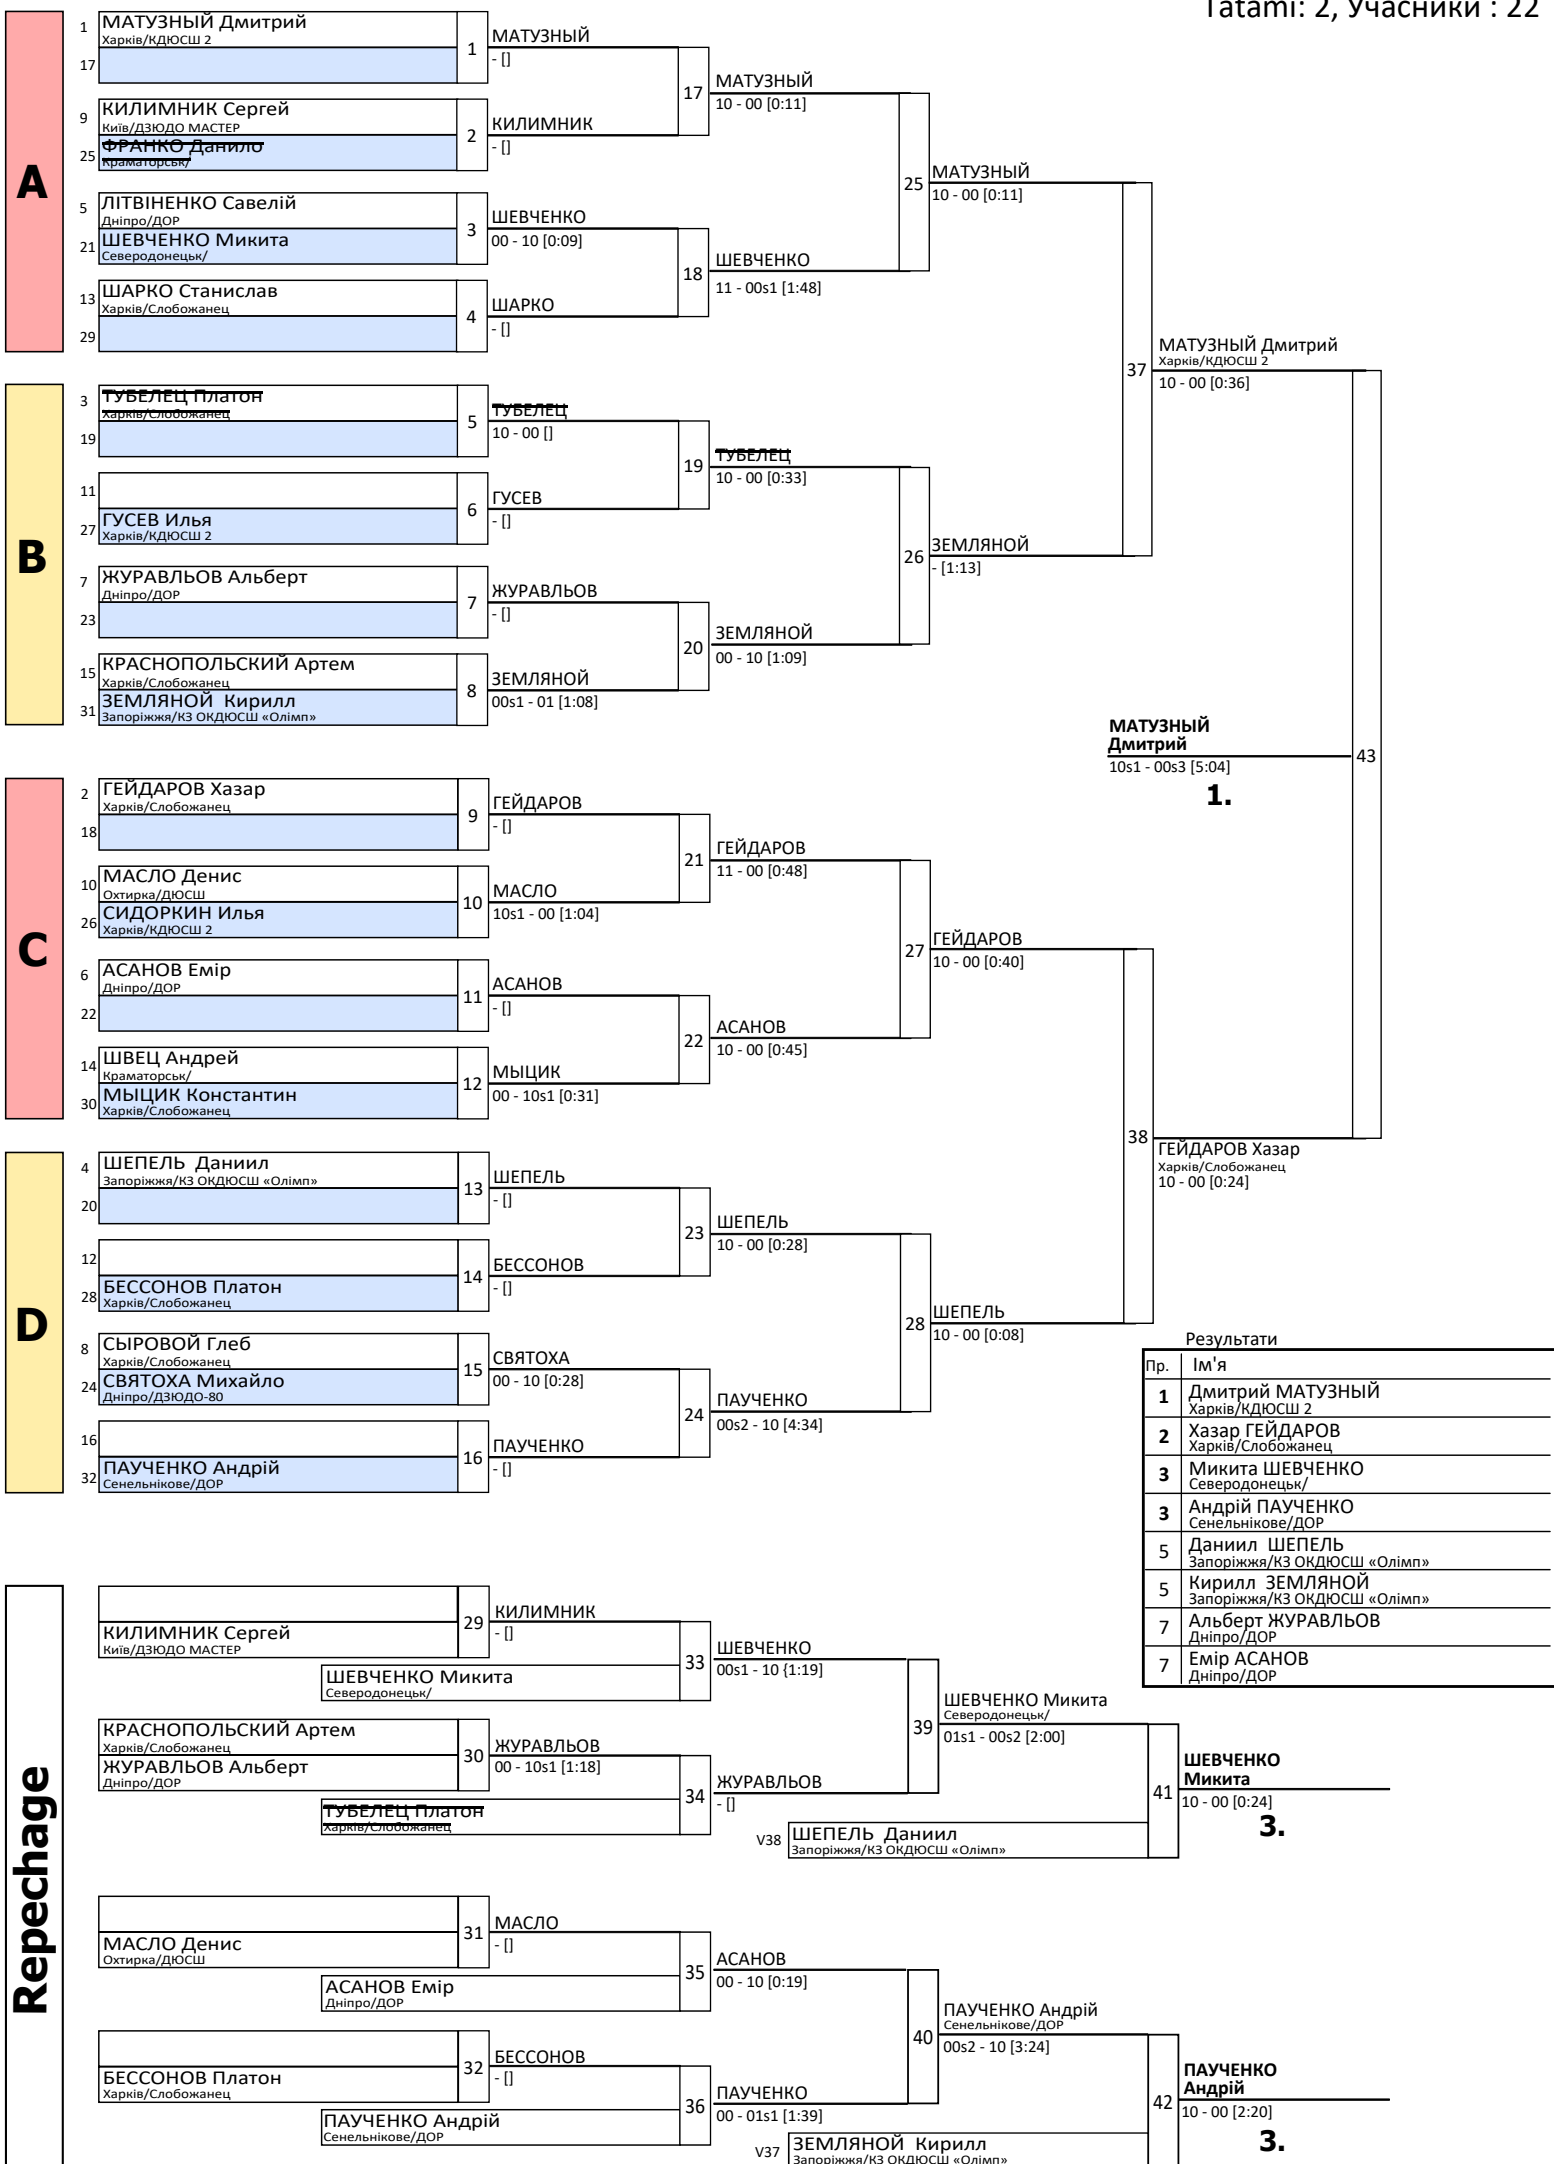 Tatami: 2, Учасники : 22
A
1 МАТУЗНЫЙ Дмитрий
Харків/КДЮСШ 2
17
1
МАТУЗНЫЙ
- []
9 КИЛИМНИК Сергей
Київ/ДЗЮДО МАСТЕР
25 ФРАНКО Данило
Краматорськ/
2
КИЛИМНИК
- []
17
МАТУЗНЫЙ
10 - 00 [0:11]
5 ЛІТВІНЕНКО Савелій
Дніпро/ДОР
21 ШЕВЧЕНКО Микита
Северодонецьк/
3
ШЕВЧЕНКО
00 - 10 [0:09]
13 ШАРКО Станислав
Харків/Слобожанец
29
4
ШАРКО
- []
18
ШЕВЧЕНКО
11 - 00s1 [1:48]
25
МАТУЗНЫЙ
10 - 00 [0:11]
B
3 ТУБЕЛЕЦ Платон
Харків/Слобожанец
19
5
ТУБЕЛЕЦ
10 - 00 []
11
27 ГУСЕВ Илья
Харків/КДЮСШ 2
6
ГУСЕВ
- []
19
ТУБЕЛЕЦ
10 - 00 [0:33]
7 ЖУРАВЛЬОВ Альберт
Дніпро/ДОР
23
7
ЖУРАВЛЬОВ
- []
15 КРАСНОПОЛЬСКИЙ Артем
Харків/Слобожанец
31 ЗЕМЛЯНОЙ Кирилл
Запоріжжя/КЗ ОКДЮСШ «Олімп»
8
ЗЕМЛЯНОЙ
00s1 - 01 [1:08]
20
ЗЕМЛЯНОЙ
00 - 10 [1:09]
26
ЗЕМЛЯНОЙ
- [1:13]
37
МАТУЗНЫЙ Дмитрий
Харків/КДЮСШ 2
10 - 00 [0:36]
МАТУЗНЫЙ
Дмитрий
10s1 - 00s3 [5:04]
1.
43
C
2 ГЕЙДАРОВ Хазар
Харків/Слобожанец
18
9
ГЕЙДАРОВ
- []
10 МАСЛО Денис
Охтирка/ДЮСШ
26 СИДОРКИН Илья
Харків/КДЮСШ 2
10
МАСЛО
10s1 - 00 [1:04]
21
ГЕЙДАРОВ
11 - 00 [0:48]
6 АСАНОВ Емір
Дніпро/ДОР
22
11
АСАНОВ
- []
14 ШВЕЦ Андрей
Краматорськ/
30 МЫЦИК Константин
Харків/Слобожанец
12
МЫЦИК
00 - 10s1 [0:31]
22
АСАНОВ
10 - 00 [0:45]
27
ГЕЙДАРОВ
10 - 00 [0:40]
D
4 ШЕПЕЛЬ Даниил
Запоріжжя/КЗ ОКДЮСШ «Олімп»
20
13
ШЕПЕЛЬ
- []
12
28 БЕССОНОВ Платон
Харків/Слобожанец
14
БЕССОНОВ
- []
23
ШЕПЕЛЬ
10 - 00 [0:28]
8 СЫРОВОЙ Глеб
Харків/Слобожанец
24 СВЯТОХА Михайло
Дніпро/ДЗЮДО-80
15
СВЯТОХА
00 - 10 [0:28]
16
32 ПАУЧЕНКО Андрій
Сенельнікове/ДОР
16
ПАУЧЕНКО
- []
24
ПАУЧЕНКО
00s2 - 10 [4:34]
28
ШЕПЕЛЬ
10 - 00 [0:08]
38
ГЕЙДАРОВ Хазар
Харків/Слобожанец
10 - 00 [0:24]
Результати
Пр. Ім'я
1 Дмитрий МАТУЗНЫЙ
Харків/КДЮСШ 2
2 Хазар ГЕЙДАРОВ
Харків/Слобожанец
3 Микита ШЕВЧЕНКО
Северодонецьк/
3 Андрій ПАУЧЕНКО
Сенельнікове/ДОР
5 Даниил ШЕПЕЛЬ
Запоріжжя/КЗ ОКДЮСШ «Олімп»
5 Кирилл ЗЕМЛЯНОЙ
Запоріжжя/КЗ ОКДЮСШ «Олімп»
7 Альберт ЖУРАВЛЬОВ
Дніпро/ДОР
7 Емір АСАНОВ
Дніпро/ДОР
Repechage
КИЛИМНИК Сергей
Київ/ДЗЮДО МАСТЕР
29
КИЛИМНИК
- []
ШЕВЧЕНКО Микита
Северодонецьк/
33
ШЕВЧЕНКО
00s1 - 10 {1:19]
КРАСНОПОЛЬСКИЙ Артем
Харків/Слобожанец
ЖУРАВЛЬОВ Альберт
Дніпро/ДОР
30
ЖУРАВЛЬОВ
00 - 10s1 [1:18]
ТУБЕЛЕЦ Платон
Харків/Слобожанец
34
ЖУРАВЛЬОВ
- []
39
ШЕВЧЕНКО Микита
Северодонецьк/
01s1 - 00s2 [2:00]
V38 ШЕПЕЛЬ Даниил
Запоріжжя/КЗ ОКДЮСШ «Олімп»
41
ШЕВЧЕНКО
Микита
10 - 00 [0:24]
3.
МАСЛО Денис
Охтирка/ДЮСШ
31
МАСЛО
- []
АСАНОВ Емір
Дніпро/ДОР
35
АСАНОВ
00 - 10 [0:19]
БЕССОНОВ Платон
Харків/Слобожанец
32
БЕССОНОВ
- []
ПАУЧЕНКО Андрій
Сенельнікове/ДОР
36
ПАУЧЕНКО
00 - 01s1 [1:39]
40
ПАУЧЕНКО Андрій
Сенельнікове/ДОР
00s2 - 10 [3:24]
V37 ЗЕМЛЯНОЙ Кирилл
Запоріжжя/КЗ ОКДЮСШ «Олімп»
42
ПАУЧЕНКО
Андрій
10 - 00 [2:20]
3.